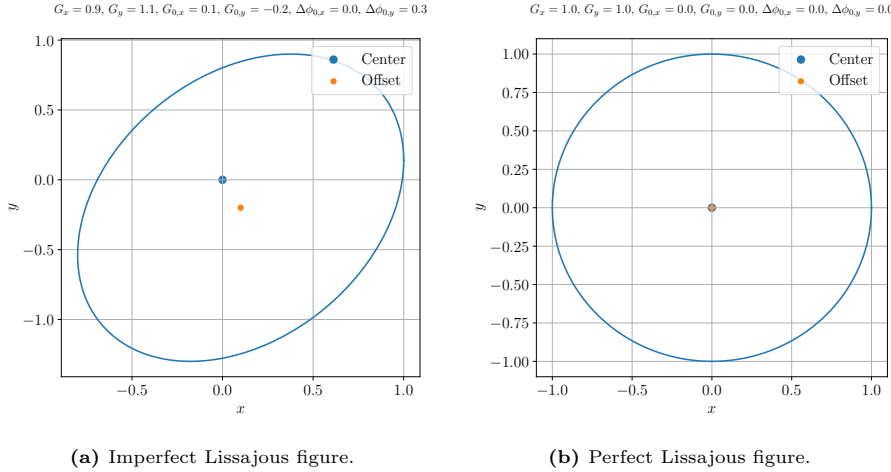 G_x = 0.9, G_y = 1.1, G_{0,x} = 0.1, G_{0,y} = −0.2, Δϕ_{0,x} = 0.0, Δϕ_{0,y} = 0.3
1.0
0.5
0.0
−0.5
−1.0
y
Center
Offset
−0.5
0.0
0.5
1.0
x
(a) Imperfect Lissajous figure.
G_x = 1.0, G_y = 1.0, G_{0,x} = 0.0, G_{0,y} = 0.0, Δϕ_{0,x} = 0.0, Δϕ_{0,y} = 0.0
1.00
0.75
0.50
0.25
0.00
−0.25
−0.50
−0.75
−1.00
y
Center
Offset
−1.0
−0.5
0.0
0.5
1.0
x
(b) Perfect Lissajous figure.